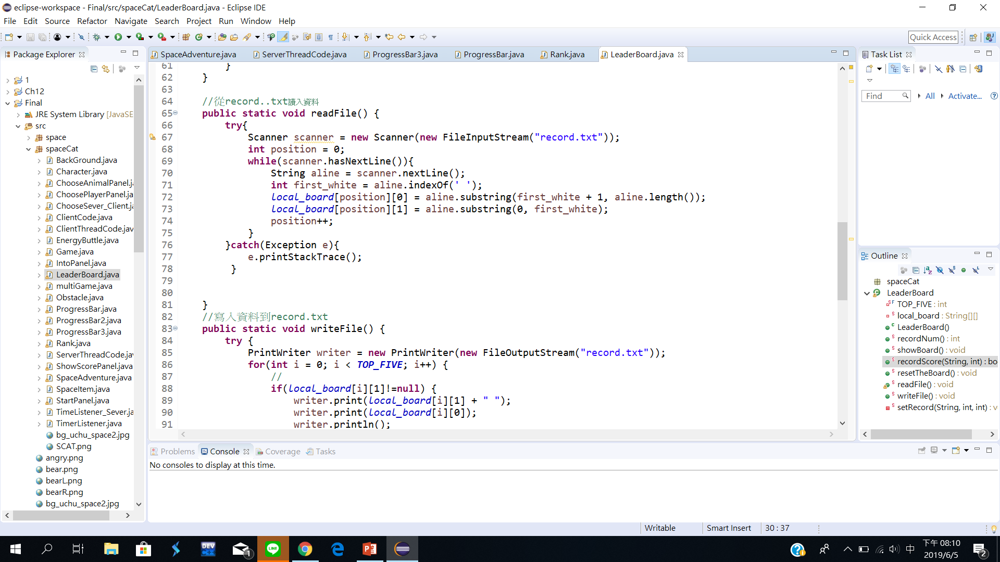 eclipse-workspace - Final/src/spaceCat/LeaderBoard.java - Eclipse IDE
File Edit Source Refactor Navigate Search Project Run Window Help
Quick Access
Package Explorer
1
Ch12
Final
JRE System Library [JavaSE
src
space
spaceCat
BackGround.java
Character.java
ChooseAnimalPanel.ja
ChoosePlayerPanel.ja
ChooseSever_Client.ja
ClientCode.java
ClientThreadCode.jav
EnergyButtle.java
Game.java
IntoPanel.java
LeaderBoard.java
multiGame.java
Obstacle.java
ProgressBar.java
ProgressBar2.java
ProgressBar3.java
Rank.java
ServerThreadCode.jav
ShowScorePanel.java
SpaceAdventure.java
SpaceItem.java
StartPanel.java
TimeListener_Sever.ja
TimerListener.java
bg_uchu_space2.jpg
SCAT.png
angry.png
bear.png
bearL.png
bearR.png
bg_uchu_space2.jpg
SpaceAdventure.java ServerThreadCode.java ProgressBar3.java ProgressBar.java Rank.java LeaderBoard.java
61 }
62 }
63
64 //從record..txt讀入資料
65 public static void readFile() {
66 try{
67 Scanner scanner = new Scanner(new FileInputStream("record.txt"));
68 int position = 0;
69 while(scanner.hasNextLine()){
70 String aline = scanner.nextLine();
71 int first_white = aline.indexOf(' ');
72 local_board[position][0] = aline.substring(first_white + 1, aline.length());
73 local_board[position][1] = aline.substring(0, first_white);
74 position++;
75 }
76 }catch(Exception e){
77 e.printStackTrace();
78 }
79
80
81 }
82 //寫入資料到record.txt
83 public static void writeFile() {
84 try {
85 PrintWriter writer = new PrintWriter(new FileOutputStream("record.txt"));
86 for(int i = 0; i < TOP_FIVE; i++) {
87 //
88 if(local_board[i][1]!=null) {
89 writer.print(local_board[i][1] + " ");
90 writer.print(local_board[i][0]);
91 writer.println();
Problems Console Coverage Tasks
No consoles to display at this time.
Task List
Find All Activate...
Outline
spaceCat
LeaderBoard
TOP_FIVE : int
local_board : String[][]
LeaderBoard()
recordNum() : int
showBoard() : void
recordScore(String, int) : bo
resetTheBoard() : void
readFile() : void
writeFile() : void
setRecord(String, int, int) : v
Writable Smart Insert 30 : 37
DEV
C++
1
LINE
中
下午 08:10
2019/6/5
2